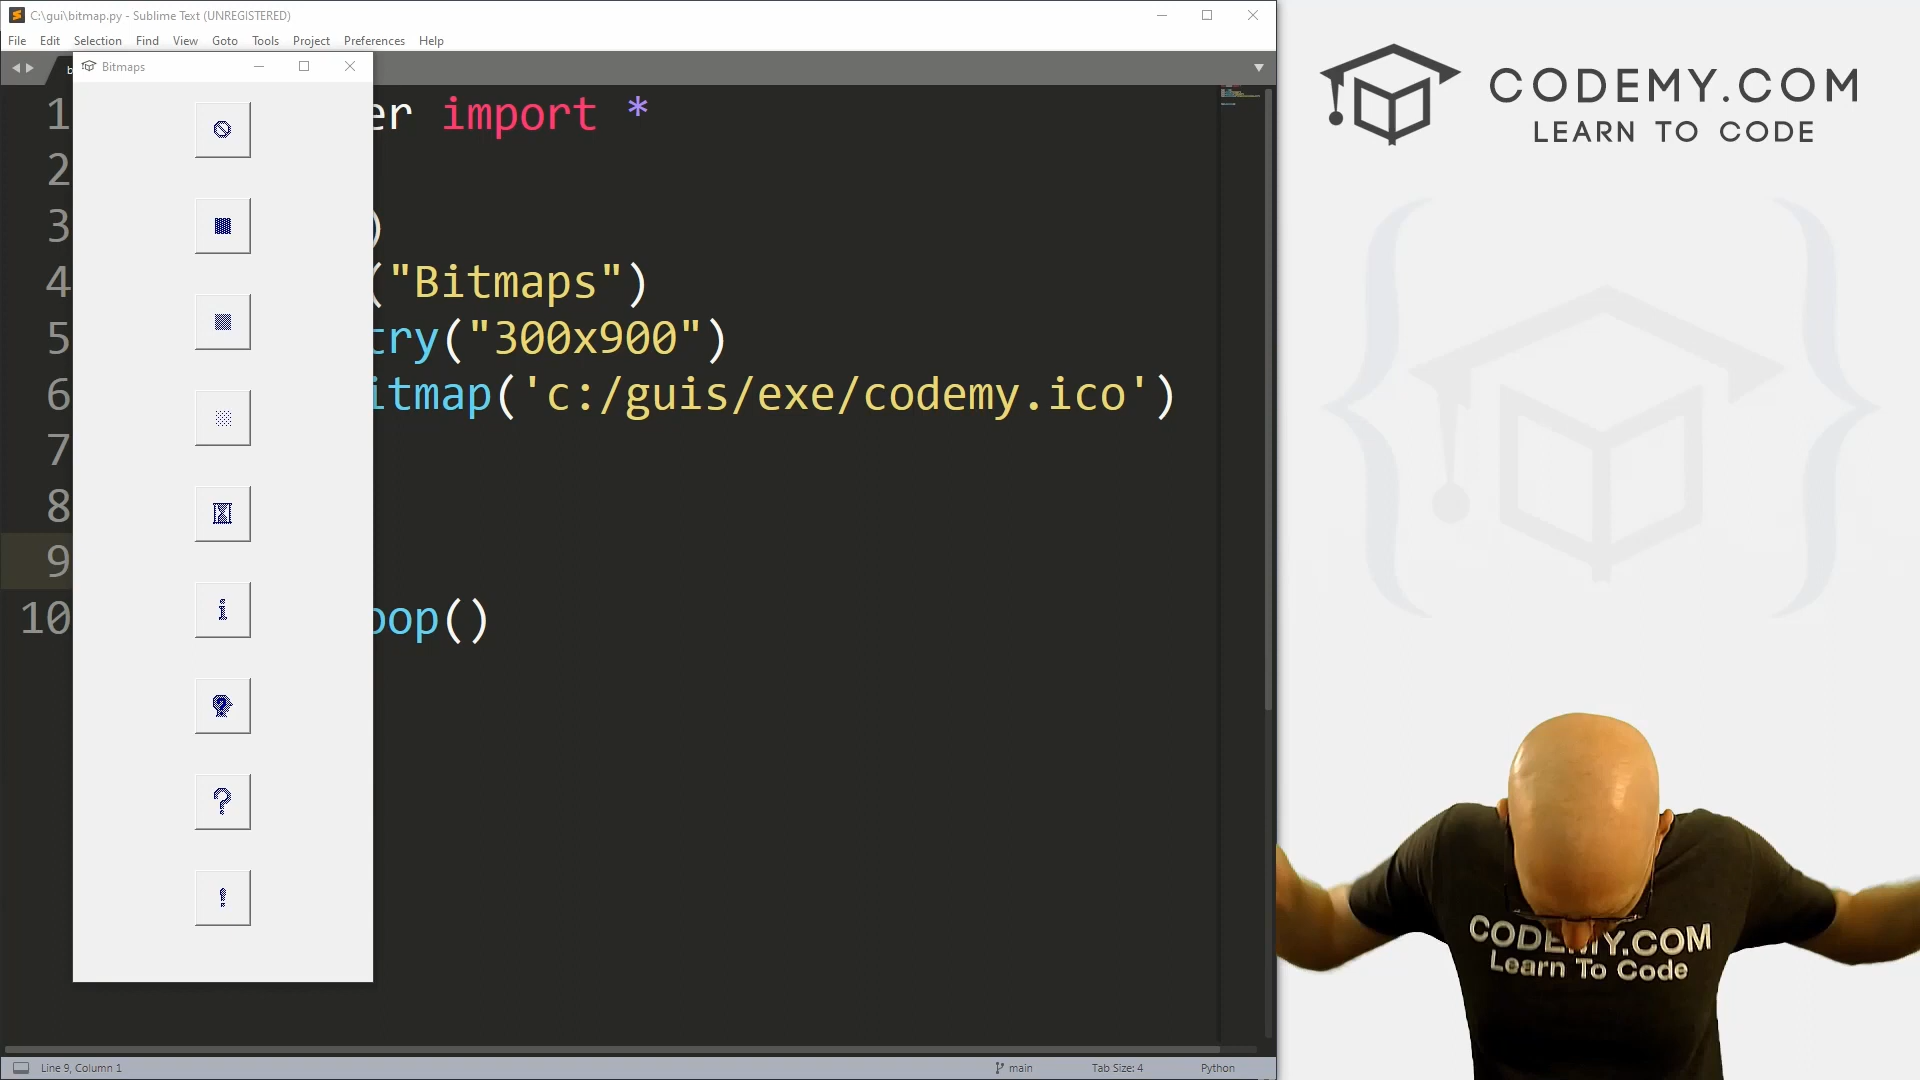 C:\gui\bitmap.py - Sublime Text (UNREGISTERED)
File Edit Selection Find View Goto Tools Project Preferences Help
b
Bitmaps
1 er import *
2
3 )
4 ("Bitmaps")
5 try("300x900")
6 itmap('c:/guis/exe/codemy.ico')
7
8
9
10 oop()
i
?
?
!
Line 9, Column 1
main
Tab Size: 4
Python
CODEMY.COM
LEARN TO CODE
CODEMY.COM
Learn To Code